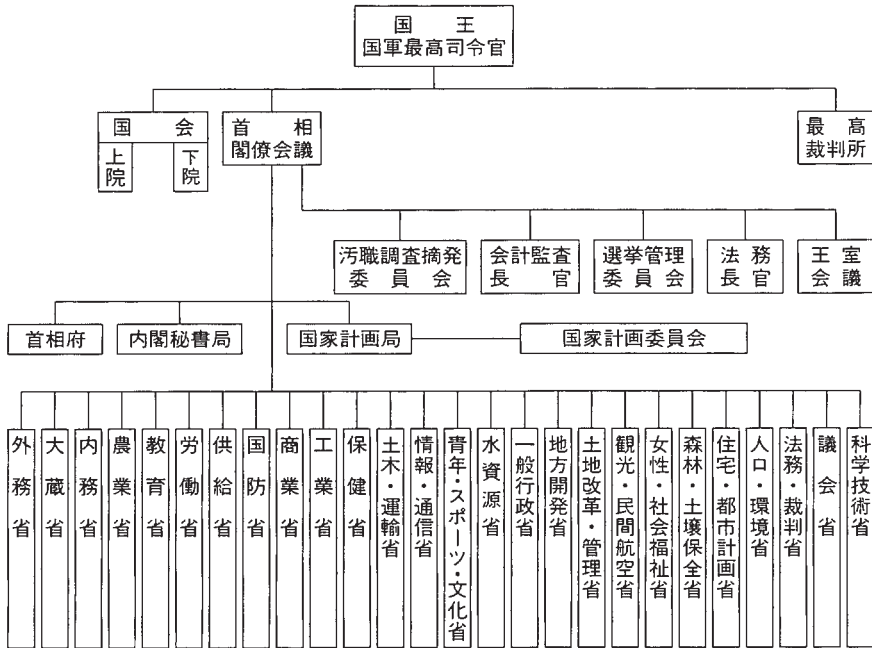 国王
国軍最高司令官
国会
上院
下院
首相
閣僚会議
最高
裁判所
汚職調査摘発
委員会
会計監査
長官
選挙管理
委員会
法務
長官
王室
会議
首相府
内閣秘書局
国家計画局
国家計画委員会
外務省
大蔵省
内務省
農業省
教育省
労働省
供給省
国防省
商業省
工業省
保健省
土木・運輸省
情報・通信省
青年・スポーツ・文化省
水資源省
一般行政省
地方開発省
土地改革・管理省
観光・民間航空省
女性・社会福祉省
森林・土壌保全省
住宅・都市計画省
人口・環境省
法務・裁判省
議会省
科学技術省